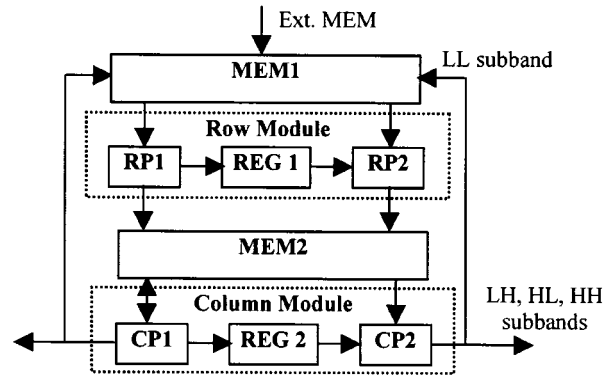 Ext. MEM
MEM1
LL subband
Row Module
RP1
REG 1
RP2
MEM2
Column Module
LH, HL, HH
subbands
CP1
REG 2
CP2